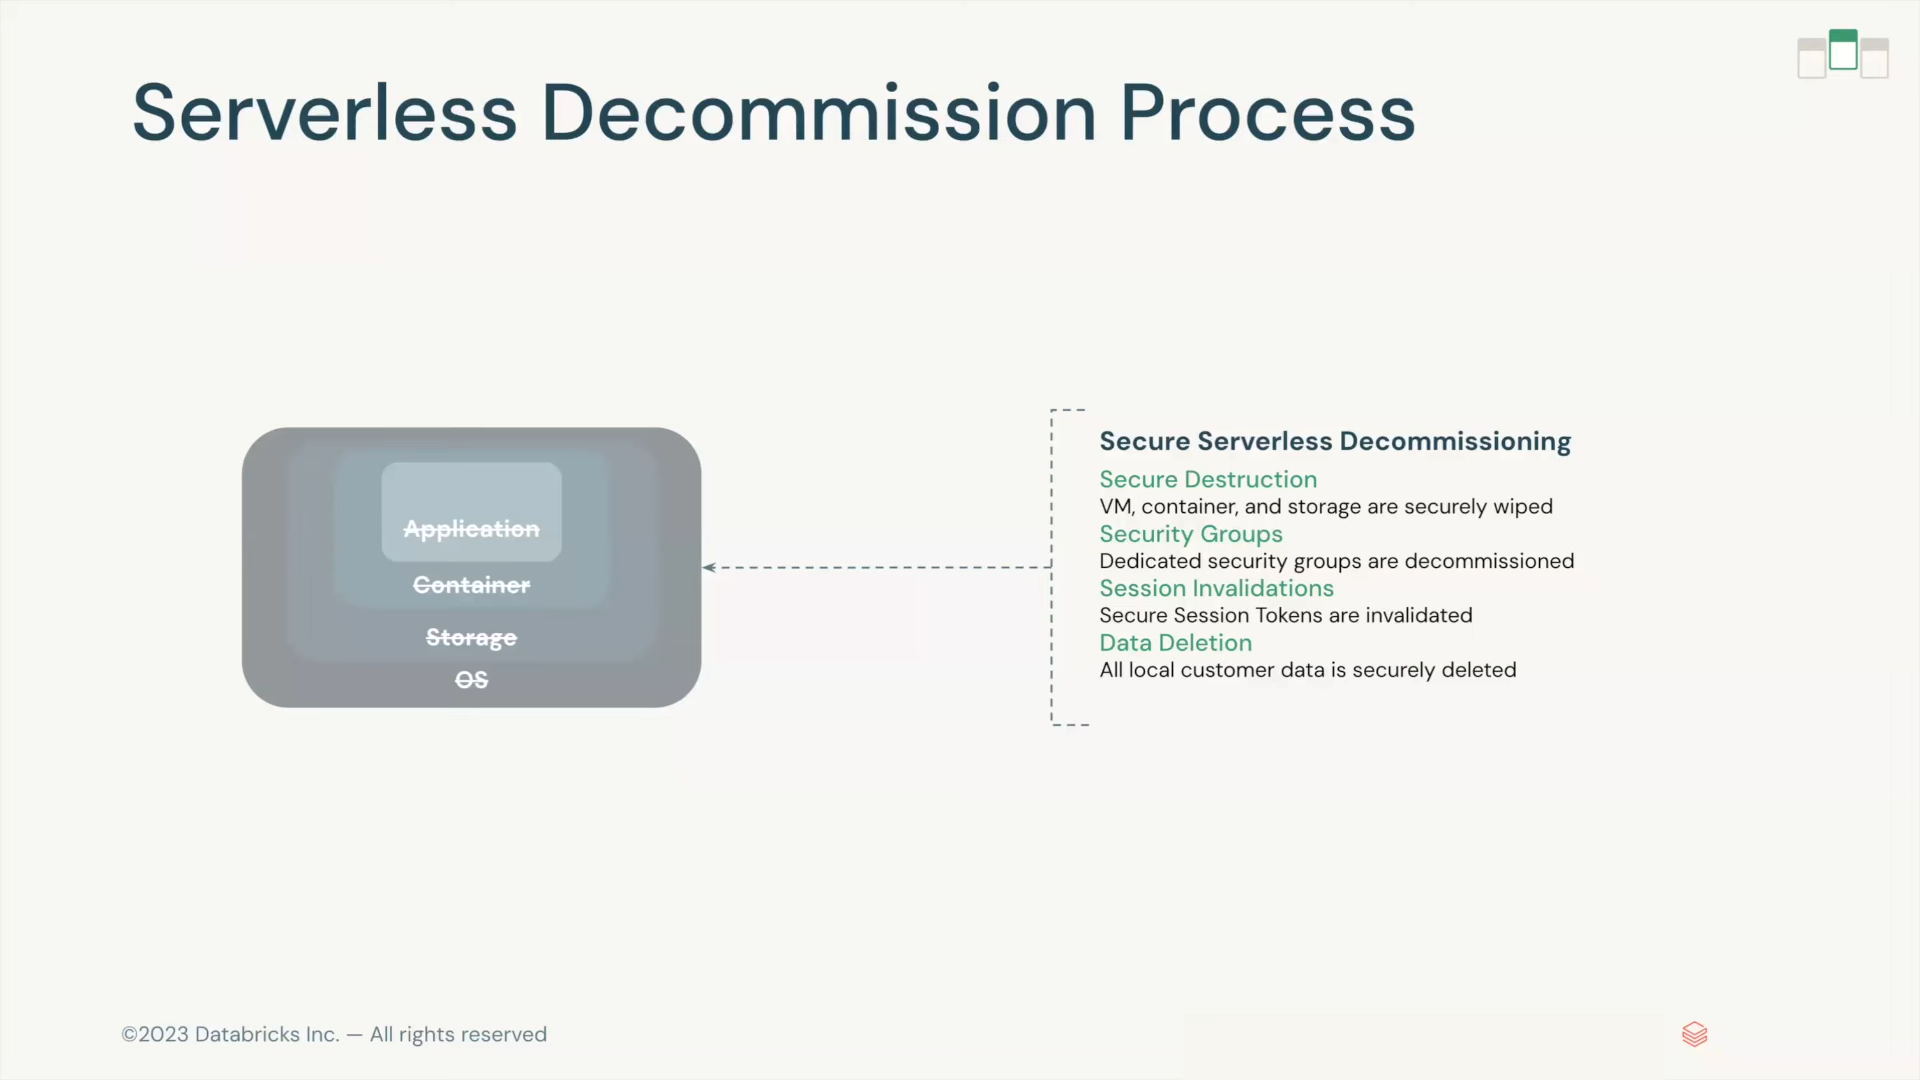 Serverless Decommission Process
Application
Container
Storage
OS
Secure Serverless Decommissioning
Secure Destruction
VM, container, and storage are securely wiped
Security Groups
Dedicated security groups are decommissioned
Session Invalidations
Secure Session Tokens are invalidated
Data Deletion
All local customer data is securely deleted
©2023 Databricks Inc. — All rights reserved